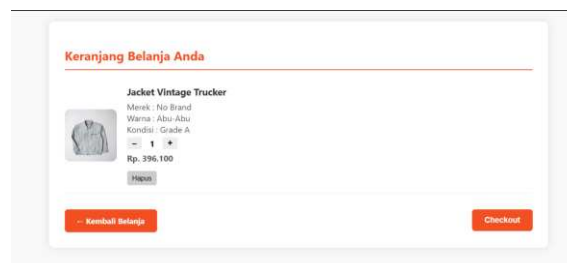 Keranjang Belanja Anda
Jacket Vintage Trucker
Merek : No Brand
Warna : Abu-Abu
Kondisi : Grade A
- 1 +
Rp. 396.100
Hapus
← Kembali Belanja
Checkout